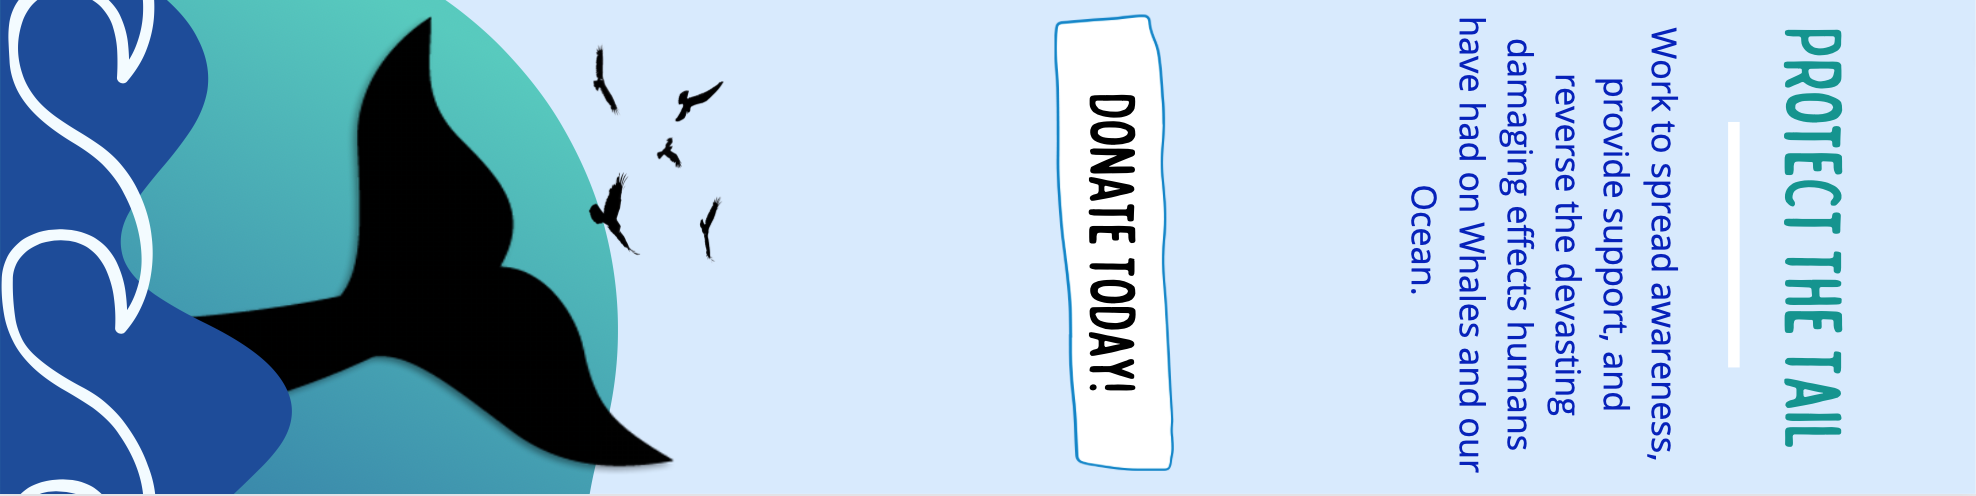 PROTECT THE TAIL
Work to spread awareness,
provide support, and
reverse the devasting
damaging effects humans
have had on Whales and our
Ocean.
DONATE TODAY!